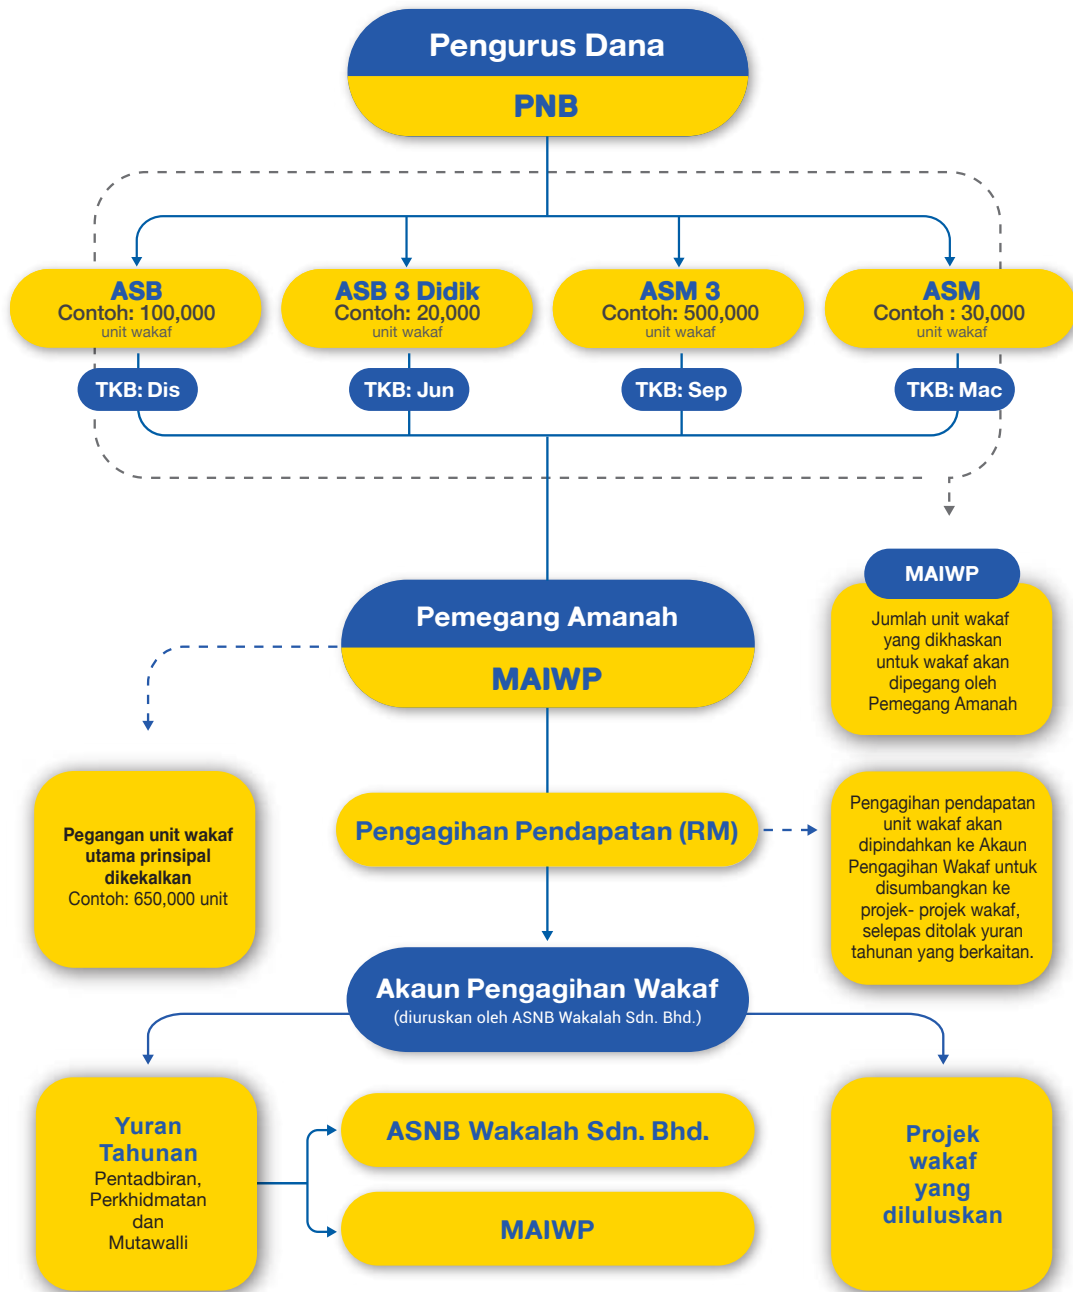 Pengurus Dana
PNB
ASB
Contoh: 100,000
unit wakaf
ASB 3 Didik
Contoh: 20,000
unit wakaf
ASM 3
Contoh: 500,000
unit wakaf
ASM
Contoh : 30,000
unit wakaf
TKB: Dis
TKB: Jun
TKB: Sep
TKB: Mac
MAIWP
Jumlah unit wakaf
yang dikhaskan
untuk wakaf akan
dipegang oleh
Pemegang Amanah
Pemegang Amanah
MAIWP
Pegangan unit wakaf
utama prinsipal
dikekalkan
Contoh: 650,000 unit
Pengagihan Pendapatan (RM)
Pengagihan pendapatan
unit wakaf akan
dipindahkan ke Akaun
Pengagihan Wakaf untuk
disumbangkan ke
projek- projek wakaf,
selepas ditolak yuran
tahunan yang berkaitan.
Akaun Pengagihan Wakaf
(diuruskan oleh ASNB Wakalah Sdn. Bhd.)
Yuran
Tahunan
Pentadbiran,
Perkhidmatan
dan
Mutawalli
ASNB Wakalah Sdn. Bhd.
MAIWP
Projek
wakaf
yang
diluluskan